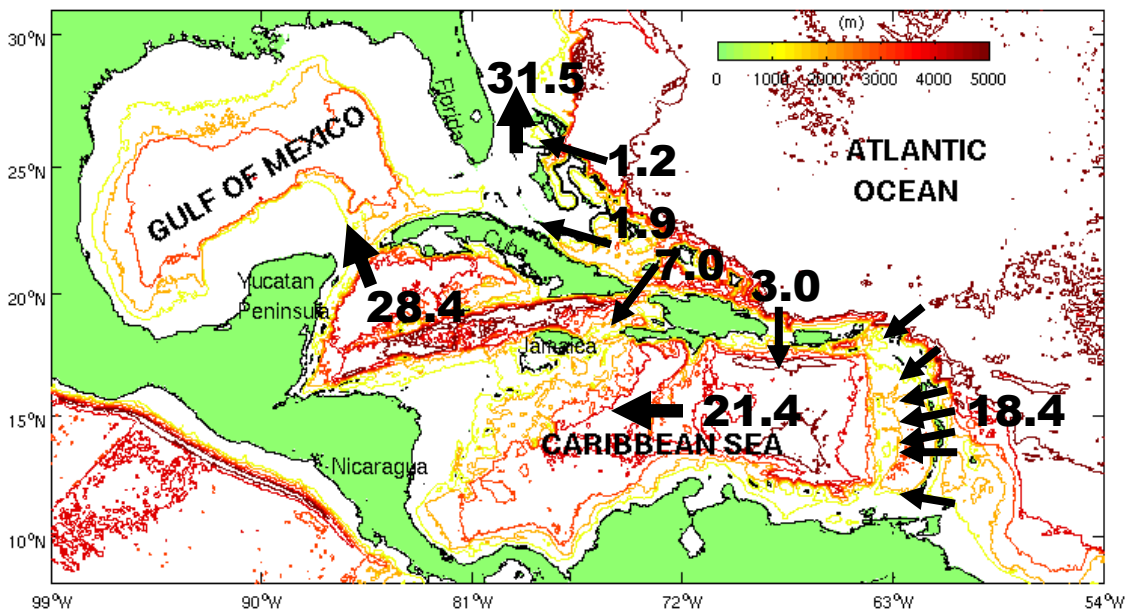 (m)
0 1000 2000 3000 4000 5000
30°N
25°N
20°N
15°N
10°N
31.5
Florida
GULF OF MEXICO
ATLANTIC
OCEAN
1.2
1.9
Cuba
7.0
3.0
Yucatan
Peninsula
28.4
Jamaica
21.4
18.4
CARIBBEAN SEA
Nicaragua
99°W 90°W 81°W 72°W 63°W 54°W